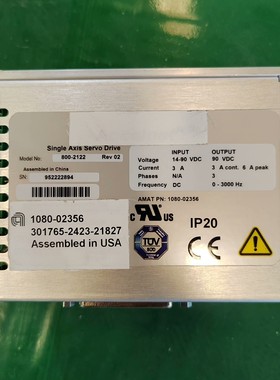 Single Axis Servo Drive
Model No: 800-2122 Rev 02
Assembled in China
SN: 952222894
INPUT OUTPUT
Voltage 14-90 VDC 90 VDC
Current 3 A 3 A cont. 6 A peak
Phases N/A 3
Frequency DC 0 - 3000 Hz
AMAT PN: 1080-02356
1080-02356
301765-2423-21827
Assembled in USA
c RU us
TÜV
IP20
CE